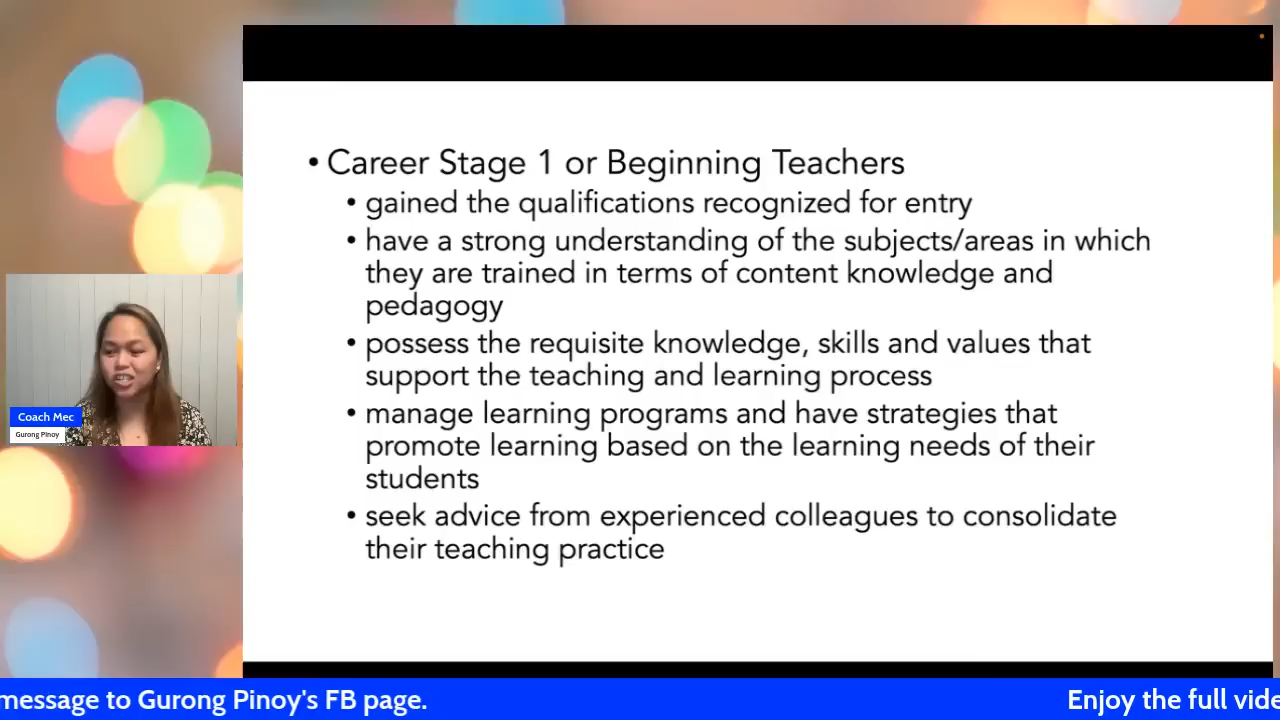 • Career Stage 1 or Beginning Teachers
• gained the qualifications recognized for entry
• have a strong understanding of the subjects/areas in which
they are trained in terms of content knowledge and
pedagogy
• possess the requisite knowledge, skills and values that
support the teaching and learning process
• manage learning programs and have strategies that
promote learning based on the learning needs of their
students
• seek advice from experienced colleagues to consolidate
their teaching practice
Coach Mec
Gurong Pinoy
message to Gurong Pinoy's FB page.
Enjoy the full vide